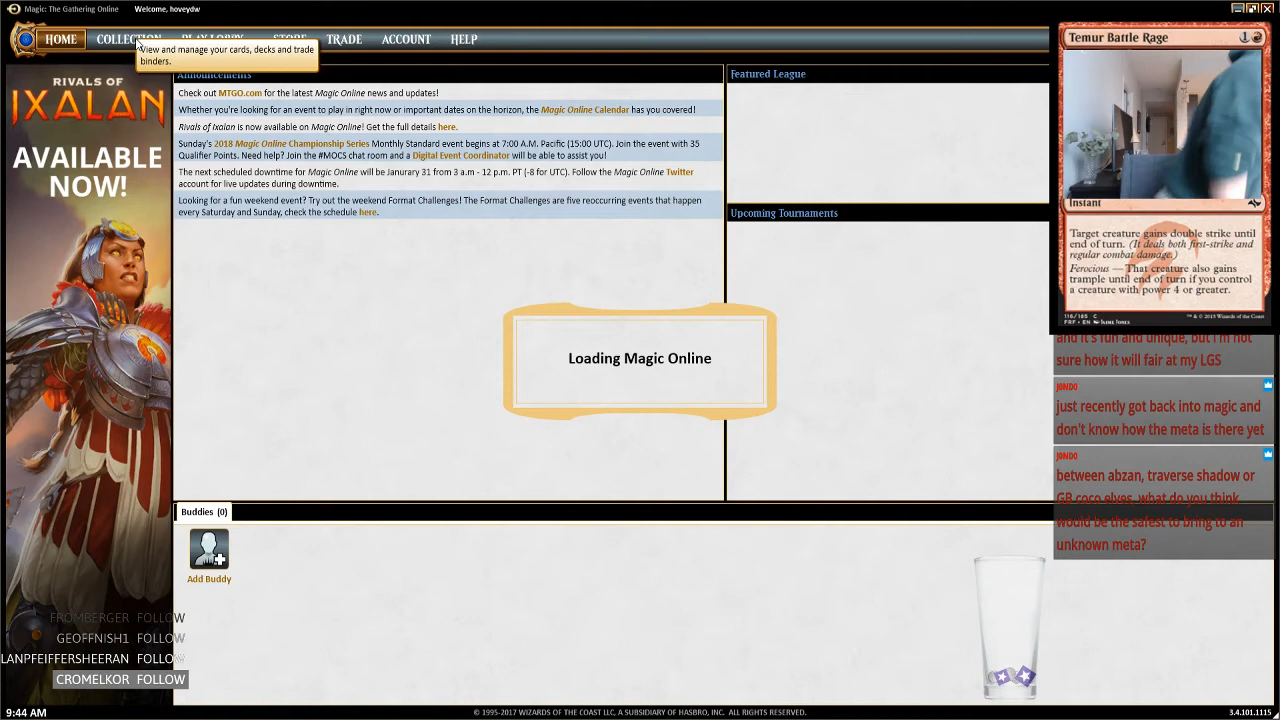 Magic: The Gathering Online
Welcome, hoveydw
HOME
COLLECTION
STORE
TRADE
ACCOUNT
HELP
View and manage your cards, decks and trade
binders.
RIVALS OF
IXALAN
AVAILABLE
NOW!
Announcements
Check out MTGO.com for the latest Magic Online news and updates!
Whether you're looking for an event to play in right now or important dates on the horizon, the Magic Online Calendar has you covered!
Rivals of Ixalan is now available on Magic Online! Get the full details here.
Sunday's 2018 Magic Online Championship Series Monthly Standard event begins at 7:00 A.M. Pacific (15:00 UTC). Join the event with 35
Qualifier Points. Need help? Join the #MOCS chat room and a Digital Event Coordinator will be able to assist you!
The next scheduled downtime for Magic Online will be Janurary 31 from 3 a.m - 12 p.m. PT (-8 for UTC). Follow the Magic Online Twitter
account for live updates during downtime.
Looking for a fun weekend event? Try out the weekend Format Challenges! The Format Challenges are five reoccuring events that happen
every Saturday and Sunday, check the schedule here.
Featured League
Upcoming Tournaments
Loading Magic Online
Temur Battle Rage
1
Instant
Target creature gains double strike until
end of turn. (It deals both first-strike and
regular combat damage.)
Ferocious — That creature also gains
trample until end of turn if you control
a creature with power 4 or greater.
116/185 C
FRF • EN
™ & © 2015 Wizards of the Coast
and it's fun and unique, but i'm not
sure how it will fair at my LGS
JONDO
just recently got back into magic and
don't know how the meta is there yet
JONDO
between abzan, traverse shadow or
GB coco elves, what do you think
would be the safest to bring to an
unknown meta?
Buddies (0)
Add Buddy
FROMBERGER FOLLOW
GEOFFNISH1 FOLLOW
LANPFEIFFERSHEERAN FOLLOW
CROMELKOR FOLLOW
9:44 AM
© 1995-2017 WIZARDS OF THE COAST LLC, A SUBSIDIARY OF HASBRO, INC. ALL RIGHTS RESERVED.
3.4.101.1115